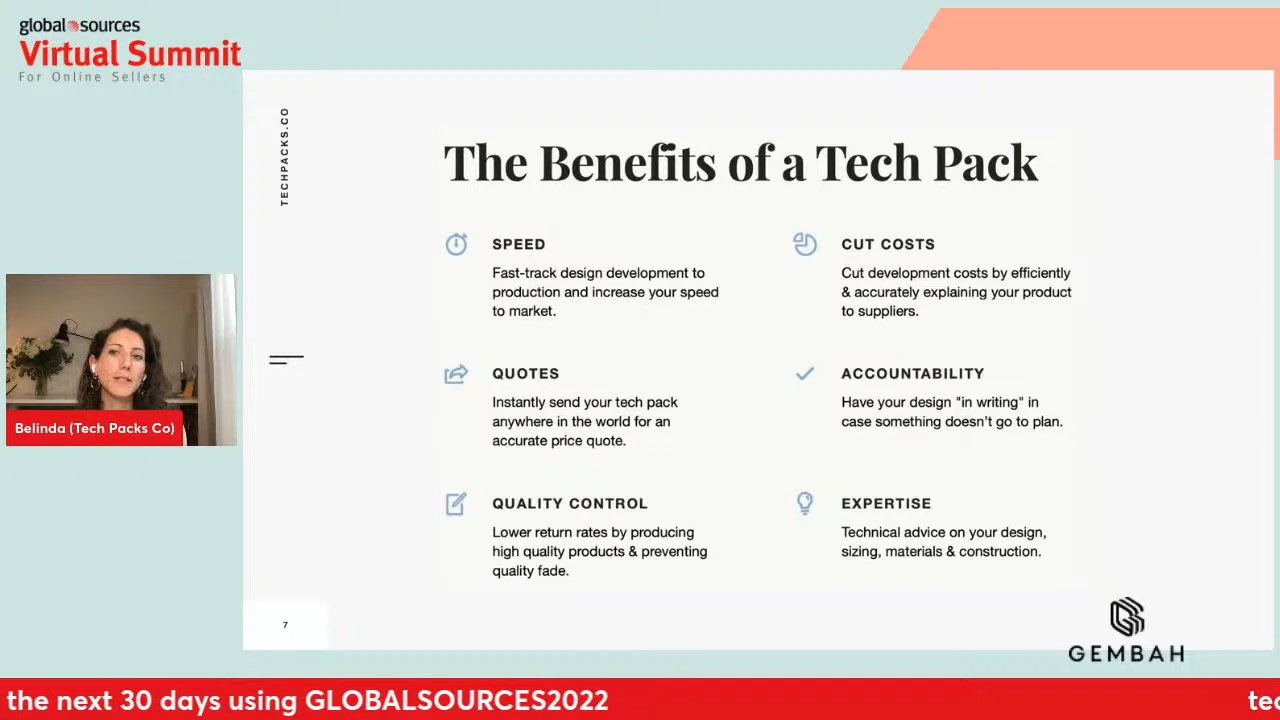 global sources
Virtual Summit
For Online Sellers
TECHPACKS.CO
The Benefits of a Tech Pack
SPEED
Fast-track design development to
production and increase your speed
to market.
CUT COSTS
Cut development costs by efficiently
& accurately explaining your product
to suppliers.
QUOTES
Instantly send your tech pack
anywhere in the world for an
accurate price quote.
ACCOUNTABILITY
Have your design "in writing" in
case something doesn't go to plan.
QUALITY CONTROL
Lower return rates by producing
high quality products & preventing
quality fade.
EXPERTISE
Technical advice on your design,
sizing, materials & construction.
Belinda (Tech Packs Co)
7
GEMBAH
the next 30 days using GLOBALSOURCES2022